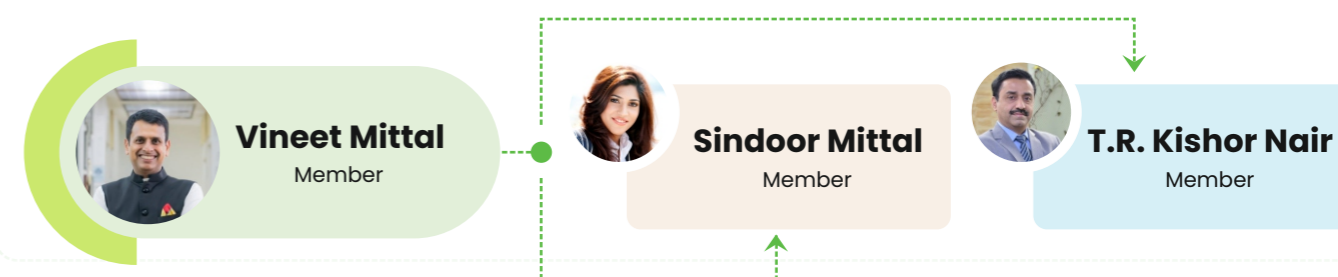 Vineet Mittal
Member
Sindoor Mittal
Member
T.R. Kishor Nair
Member